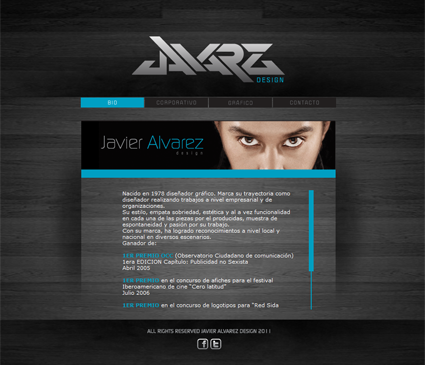 JAVARG
DESIGN
BIO
CORPORATIVO
GRÁFICO
CONTACTO
Javier Alvarez
design
Nacido en 1978 diseñador gráfico, Marca su trayectoria como
diseñador realizando trabajos a nivel empresarial y de
organizaciones.
Su estilo, empata sobriedad, estética y al a vez funcionalidad
en cada una de las piezas por el producidas, muestra de
espontaneidad y pasión por su trabajo.
Con su marca, ha logrado reconocimientos a nivel local y
nacional en diversos escenarios.
Ganador de:
1ER PREMIO OCC (Observatorio Ciudadano de comunicación)
1era EDICION Capítulo: Publicidad no Sexista
Abril 2005
1ER PREMIO en el concurso de afiches para el festival
Iberoamericano de cine "Cero latitud"
Julio 2006
1ER PREMIO en el concurso de logotipos para "Red Sida
ALL RIGHTS RESERVED JAVIER ALVAREZ DESIGN 2011